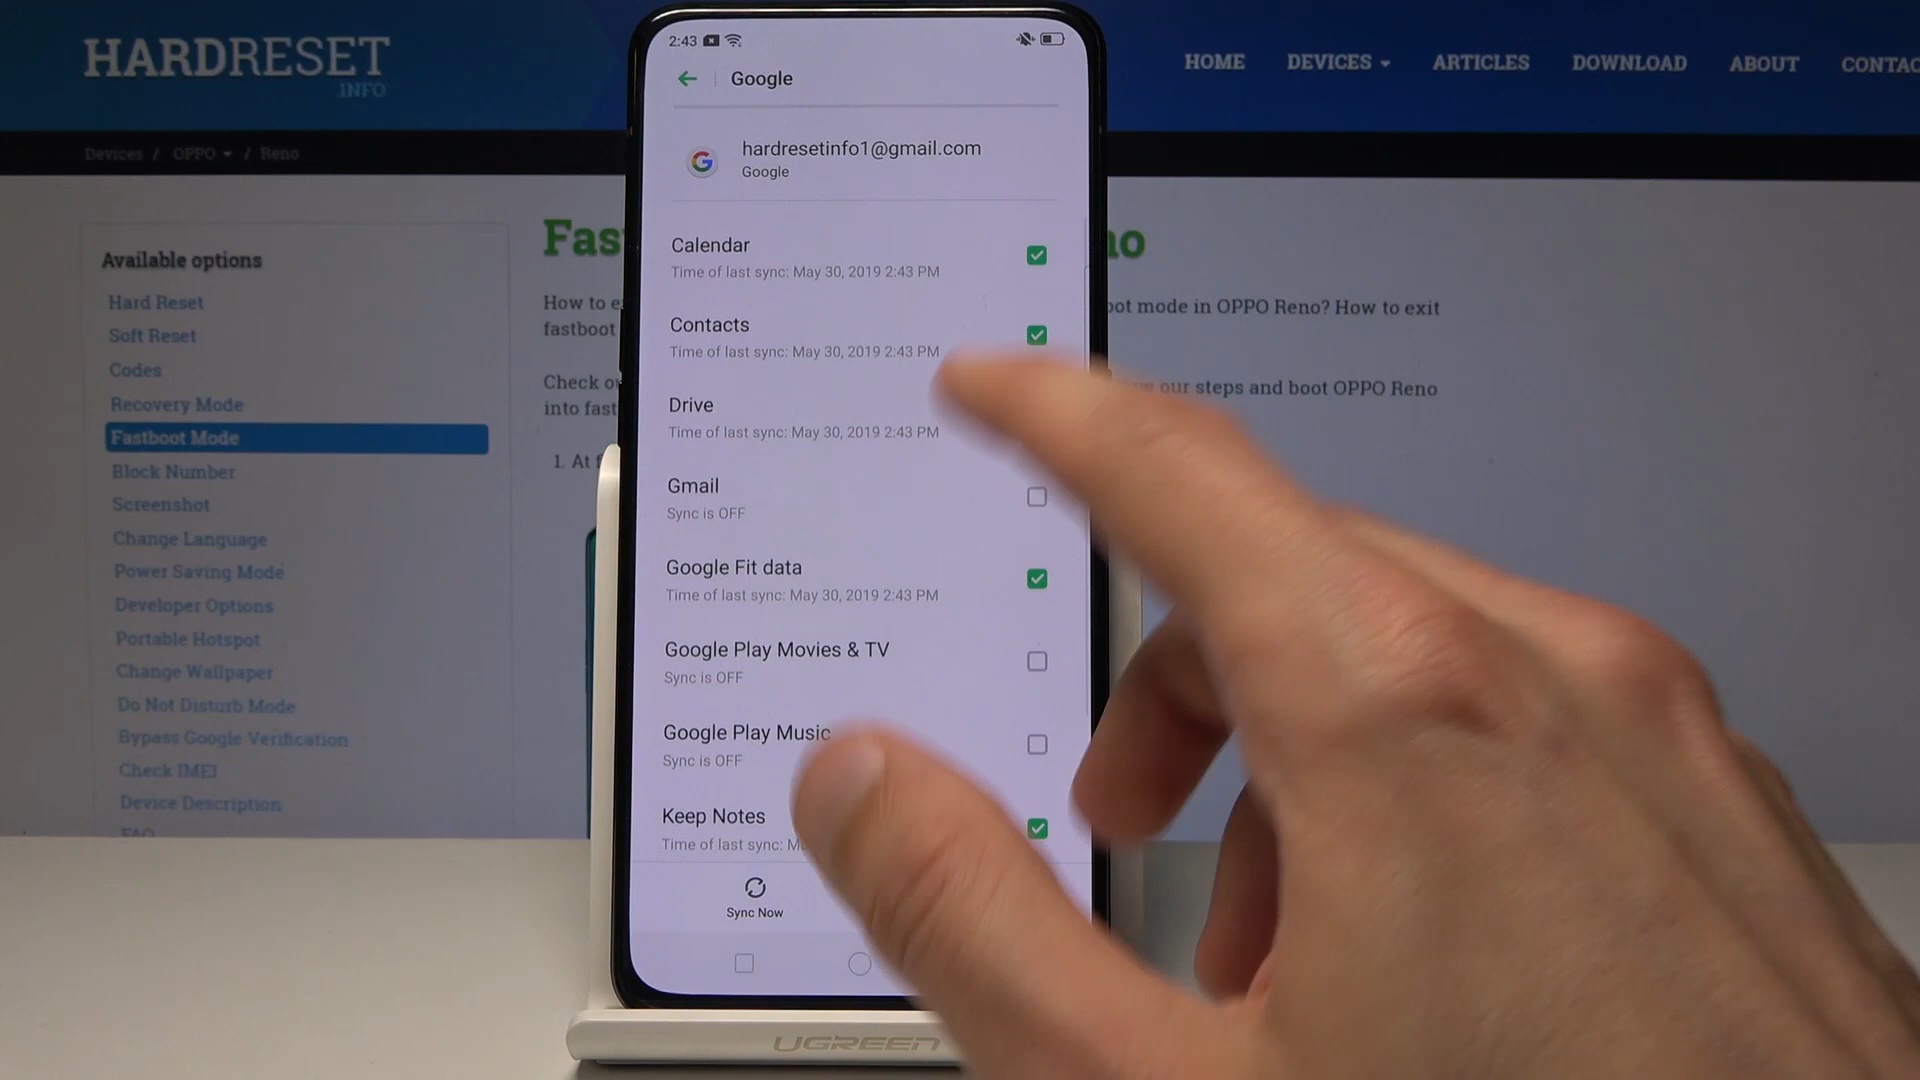 HARDRESET
.INFO
HOME DEVICES ARTICLES DOWNLOAD ABOUT
Devices / OPPO / Reno
Available options
Hard Reset
Soft Reset
Codes
Recovery Mode
Fastboot Mode
Block Number
Screenshot
Change Language
Power Saving Mode
Developer Options
Portable Hotspot
Change Wallpaper
Do Not Disturb Mode
Bypass Google Verification
Check IMEI
Device Description
FAQ
How to
fastboot
mode in OPPO Reno? How to exit
Check
into
our steps and boot OPPO Reno
1. At
2:43
Google
hardresetinfo1@gmail.com
Google
Calendar
Time of last sync: May 30, 2019 2:43 PM
Contacts
Time of last sync: May 30, 2019 2:43 PM
Drive
Time of last sync: May 30, 2019 2:43 PM
Gmail
Sync is OFF
Google Fit data
Time of last sync: May 30, 2019 2:43 PM
Google Play Movies & TV
Sync is OFF
Google Play Music
Sync is OFF
Keep Notes
Time of last sync:
Sync Now
UGREEN